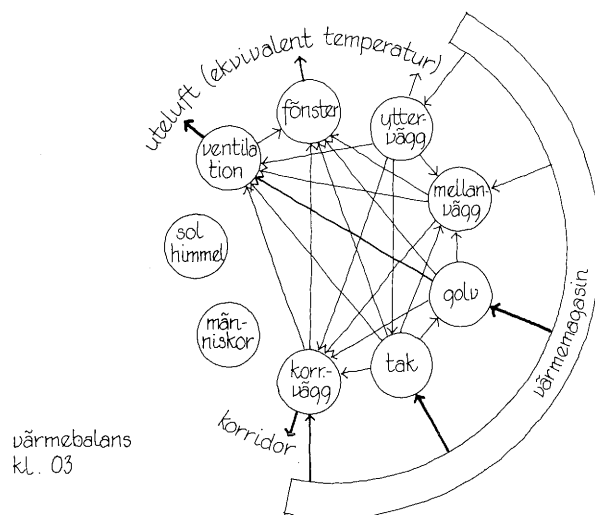 uteluft (ekvivalent temperatur)
fönster
ytter-
vägg
ventila
tion
mellan-
vägg
sol
himmel
golv
värmemagasin
män-
niskor
korr.-
vägg
tak
korridor
värmebalans
kl. 03